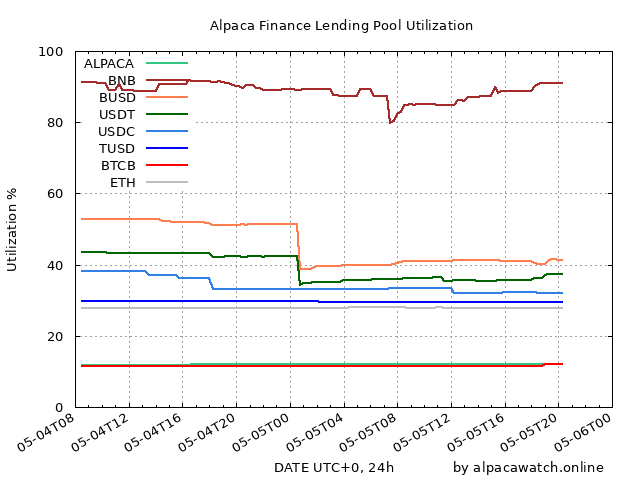 Alpaca Finance Lending Pool Utilization
100
80
60
40
20
0
Utilization %
ALPACA
BNB
BUSD
USDT
USDC
TUSD
BTCB
ETH
05-04T08
05-04T12
05-04T16
05-04T20
05-05T00
05-05T04
05-05T08
05-05T12
05-05T16
05-05T20
05-06T00
DATE UTC+0, 24h
by alpacawatch.online